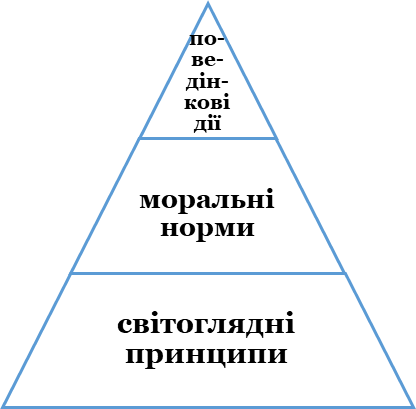 по-
ве-
дін-
кові
дії
моральні
норми
світоглядні
принципи